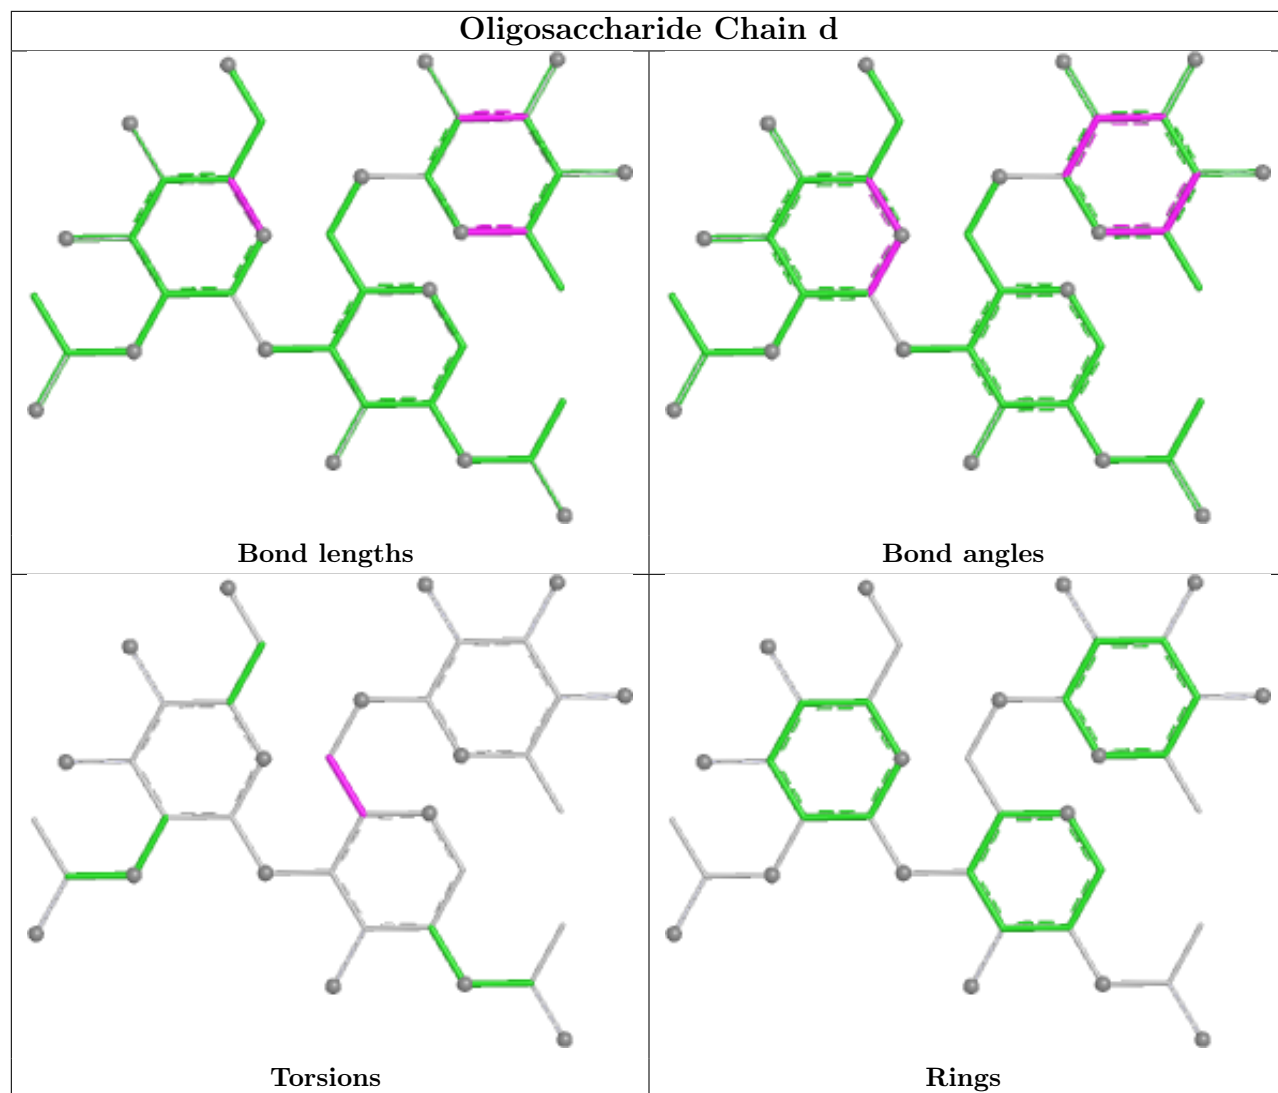 Oligosaccharide Chain d
Bond lengths
Bond angles
Torsions
Rings